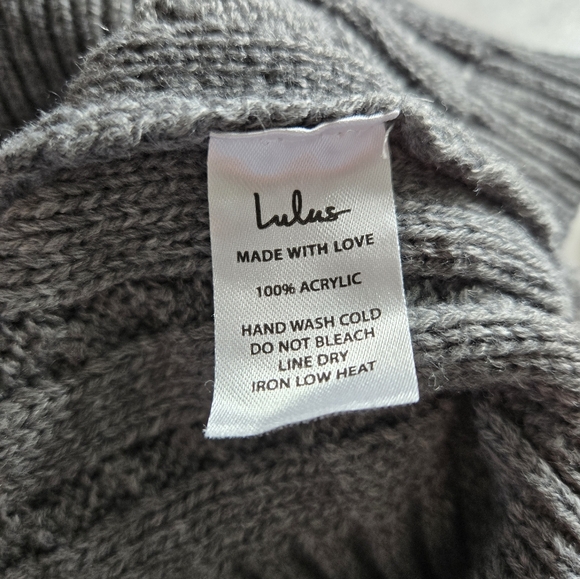 Lulus
MADE WITH LOVE
100% ACRYLIC
HAND WASH COLD
DO NOT BLEACH
LINE DRY
IRON LOW HEAT